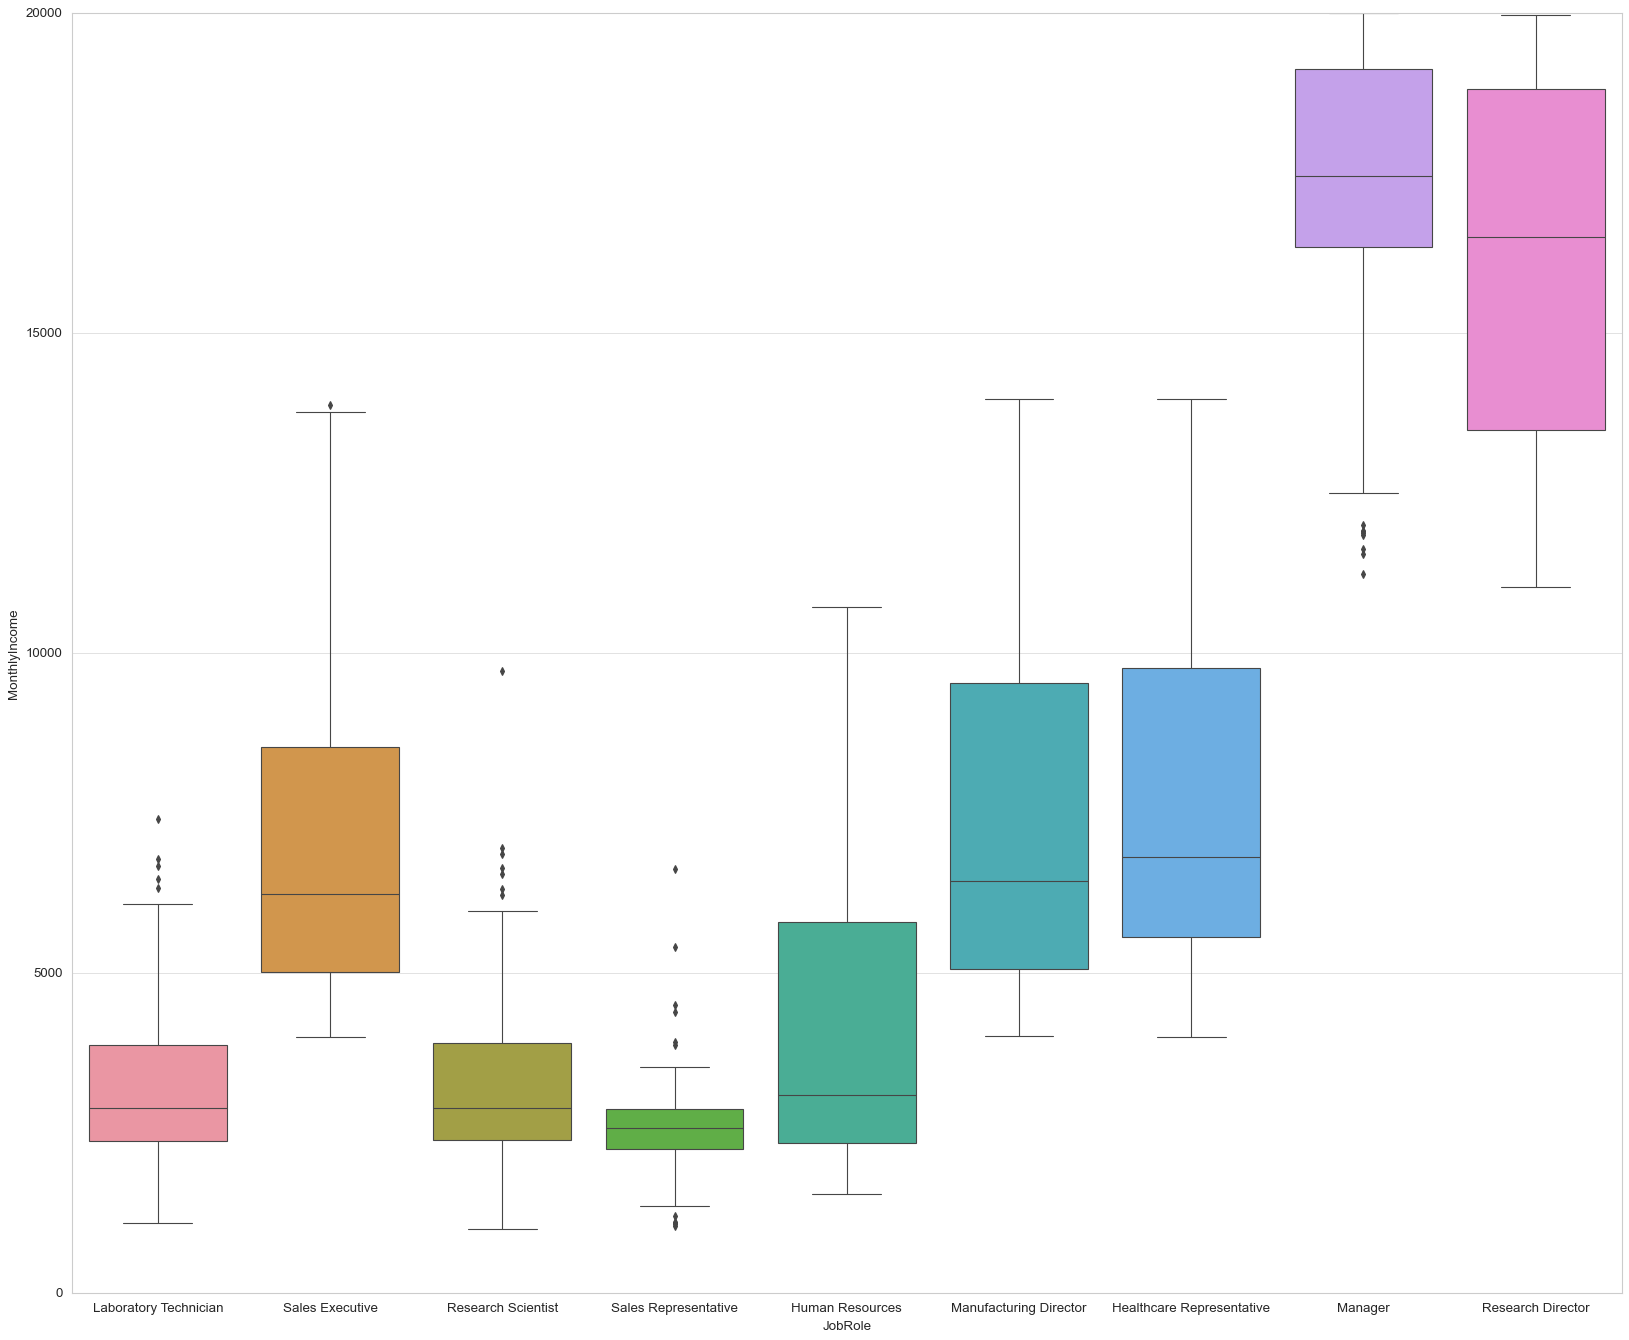 20000
15000
10000
5000
0
MonthlyIncome
Laboratory Technician
Sales Executive
Research Scientist
Sales Representative
Human Resources
Manufacturing Director
Healthcare Representative
Manager
Research Director
JobRole